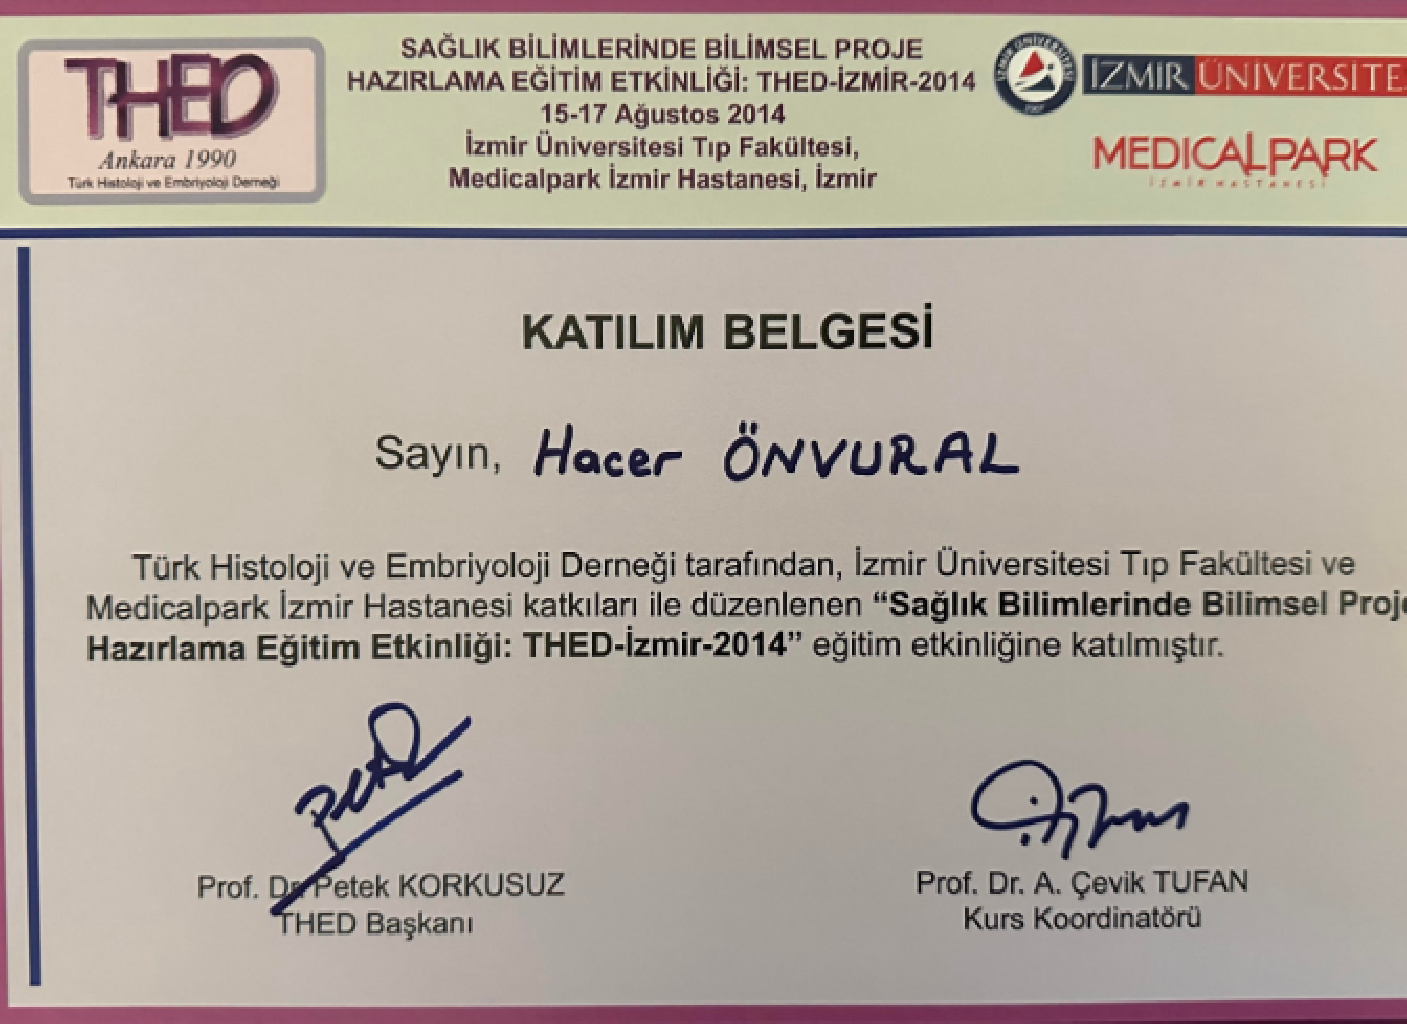 THED
Ankara 1990
Türk Histoloji ve Embriyoloji Derneği
SAĞLIK BİLİMLERİNDE BİLİMSEL PROJE
HAZIRLAMA EĞİTİM ETKİNLİĞİ: THED-İZMİR-2014
15-17 Ağustos 2014
İzmir Üniversitesi Tıp Fakültesi,
Medicalpark İzmir Hastanesi, İzmir
İZMİR ÜNİVERSİTES
MEDICALPARK
İZMİR HASTANESİ
KATILIM BELGESİ
Sayın, Hacer ÖNVURAL
Türk Histoloji ve Embriyoloji Derneği tarafından, İzmir Üniversitesi Tıp Fakültesi ve
Medicalpark İzmir Hastanesi katkıları ile düzenlenen “Sağlık Bilimlerinde Bilimsel Proje
Hazırlama Eğitim Etkinliği: THED-İzmir-2014” eğitim etkinliğine katılmıştır.
Prof. Dr. Petek KORKUSUZ
THED Başkanı
Prof. Dr. A. Çevik TUFAN
Kurs Koordinatörü